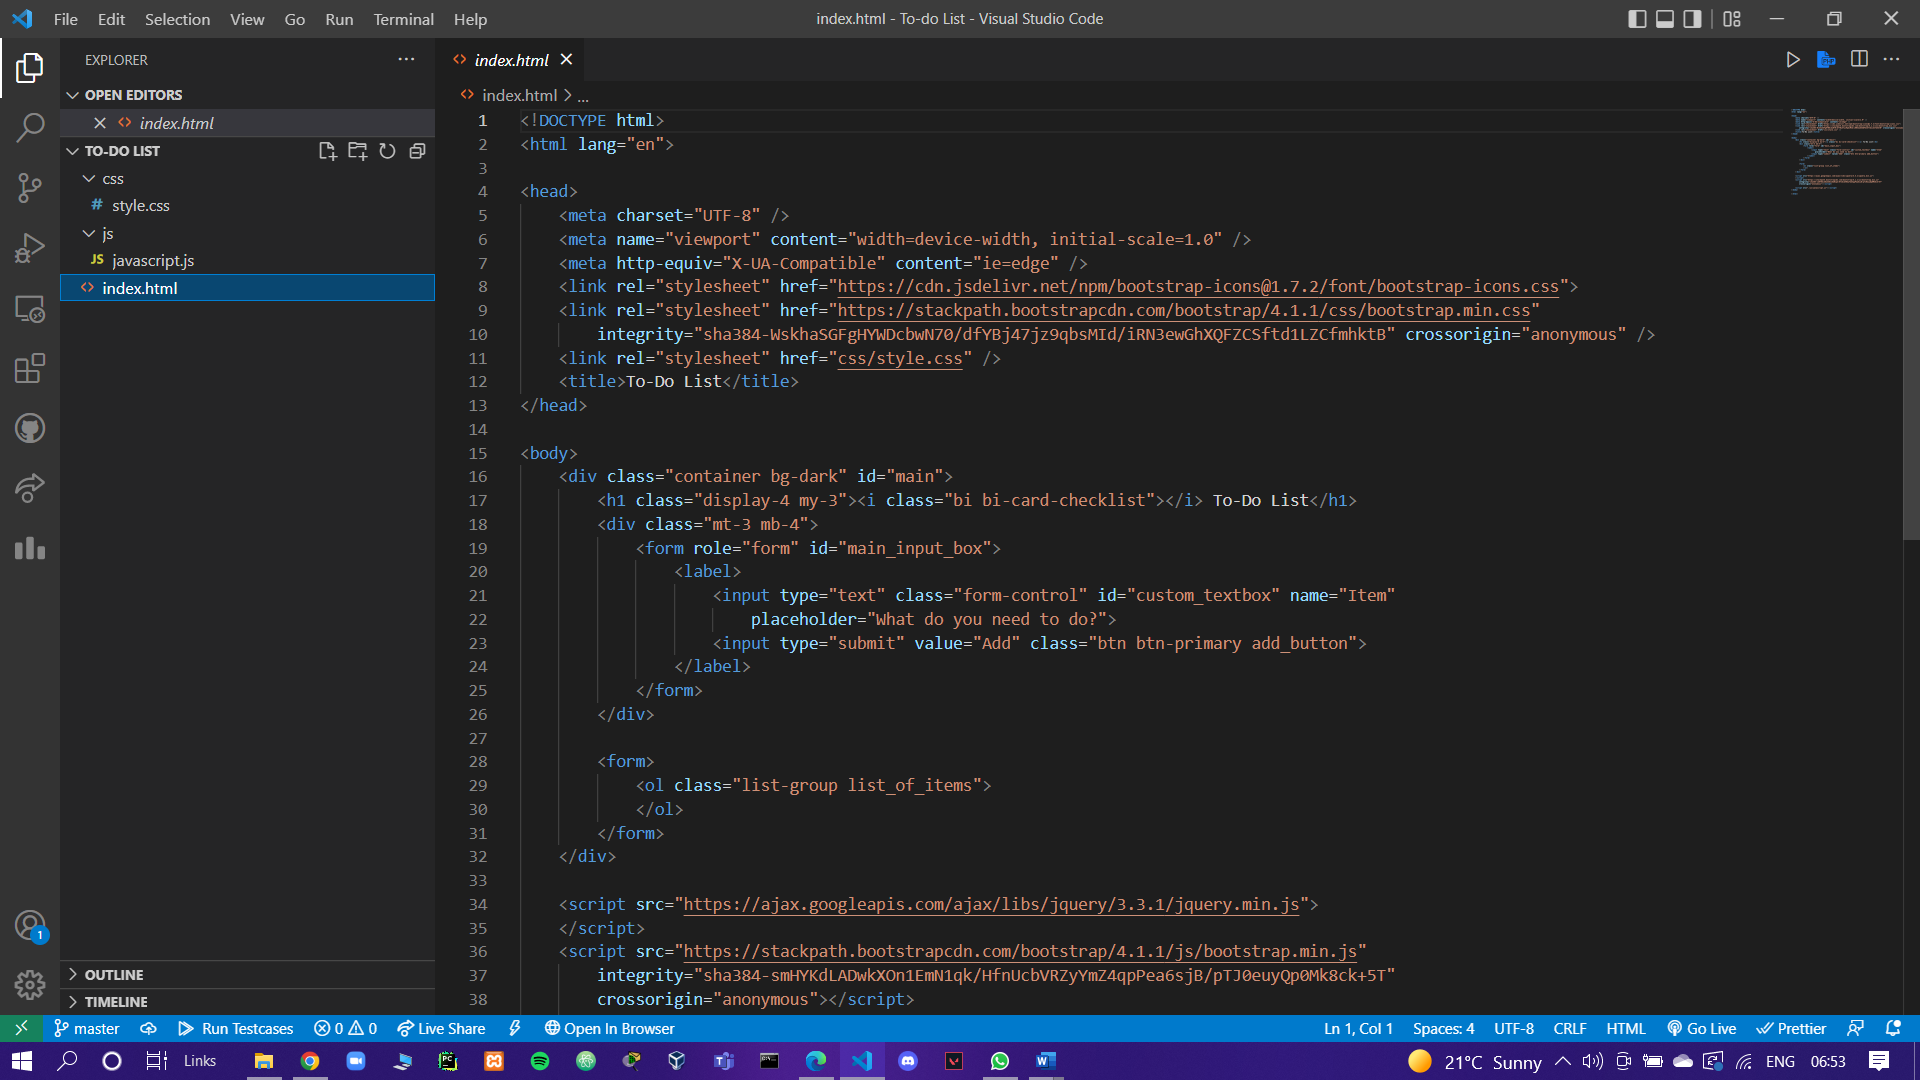 File Edit Selection View Go Run Terminal Help
index.html - To-do List - Visual Studio Code
EXPLORER
OPEN EDITORS
index.html
TO-DO LIST
css
# style.css
js
JS javascript.js
index.html
OUTLINE
TIMELINE
index.html
index.html > ...
1 <!DOCTYPE html>
2 <html lang="en">
3
4 <head>
5 <meta charset="UTF-8" />
6 <meta name="viewport" content="width=device-width, initial-scale=1.0" />
7 <meta http-equiv="X-UA-Compatible" content="ie=edge" />
8 <link rel="stylesheet" href="https://cdn.jsdelivr.net/npm/bootstrap-icons@1.7.2/font/bootstrap-icons.css">
9 <link rel="stylesheet" href="https://stackpath.bootstrapcdn.com/bootstrap/4.1.1/css/bootstrap.min.css"
10 integrity="sha384-WskhaSGFgHYWDcbwN70/dfYBj47jz9qbsMId/iRN3ewGhXQFZCSftd1LZCfmhktB" crossorigin="anonymous" />
11 <link rel="stylesheet" href="css/style.css" />
12 <title>To-Do List</title>
13 </head>
14
15 <body>
16 <div class="container bg-dark" id="main">
17 <h1 class="display-4 my-3"><i class="bi bi-card-checklist"></i> To-Do List</h1>
18 <div class="mt-3 mb-4">
19 <form role="form" id="main_input_box">
20 <label>
21 <input type="text" class="form-control" id="custom_textbox" name="Item"
22 placeholder="What do you need to do?">
23 <input type="submit" value="Add" class="btn btn-primary add_button">
24 </label>
25 </form>
26 </div>
27
28 <form>
29 <ol class="list-group list_of_items">
30 </ol>
31 </form>
32 </div>
33
34 <script src="https://ajax.googleapis.com/ajax/libs/jquery/3.3.1/jquery.min.js">
35 </script>
36 <script src="https://stackpath.bootstrapcdn.com/bootstrap/4.1.1/js/bootstrap.min.js"
37 integrity="sha384-smHYKdLADwkXOn1EmN1qk/HfnUcbVRZyYmZ4qpPea6sjB/pTJ0euyQp0Mk8ck+5T"
38 crossorigin="anonymous"></script>
1
master Run Testcases 0 0 Live Share Open In Browser
Ln 1, Col 1 Spaces: 4 UTF-8 CRLF HTML Go Live Prettier
Links
21°C Sunny ENG 06:53